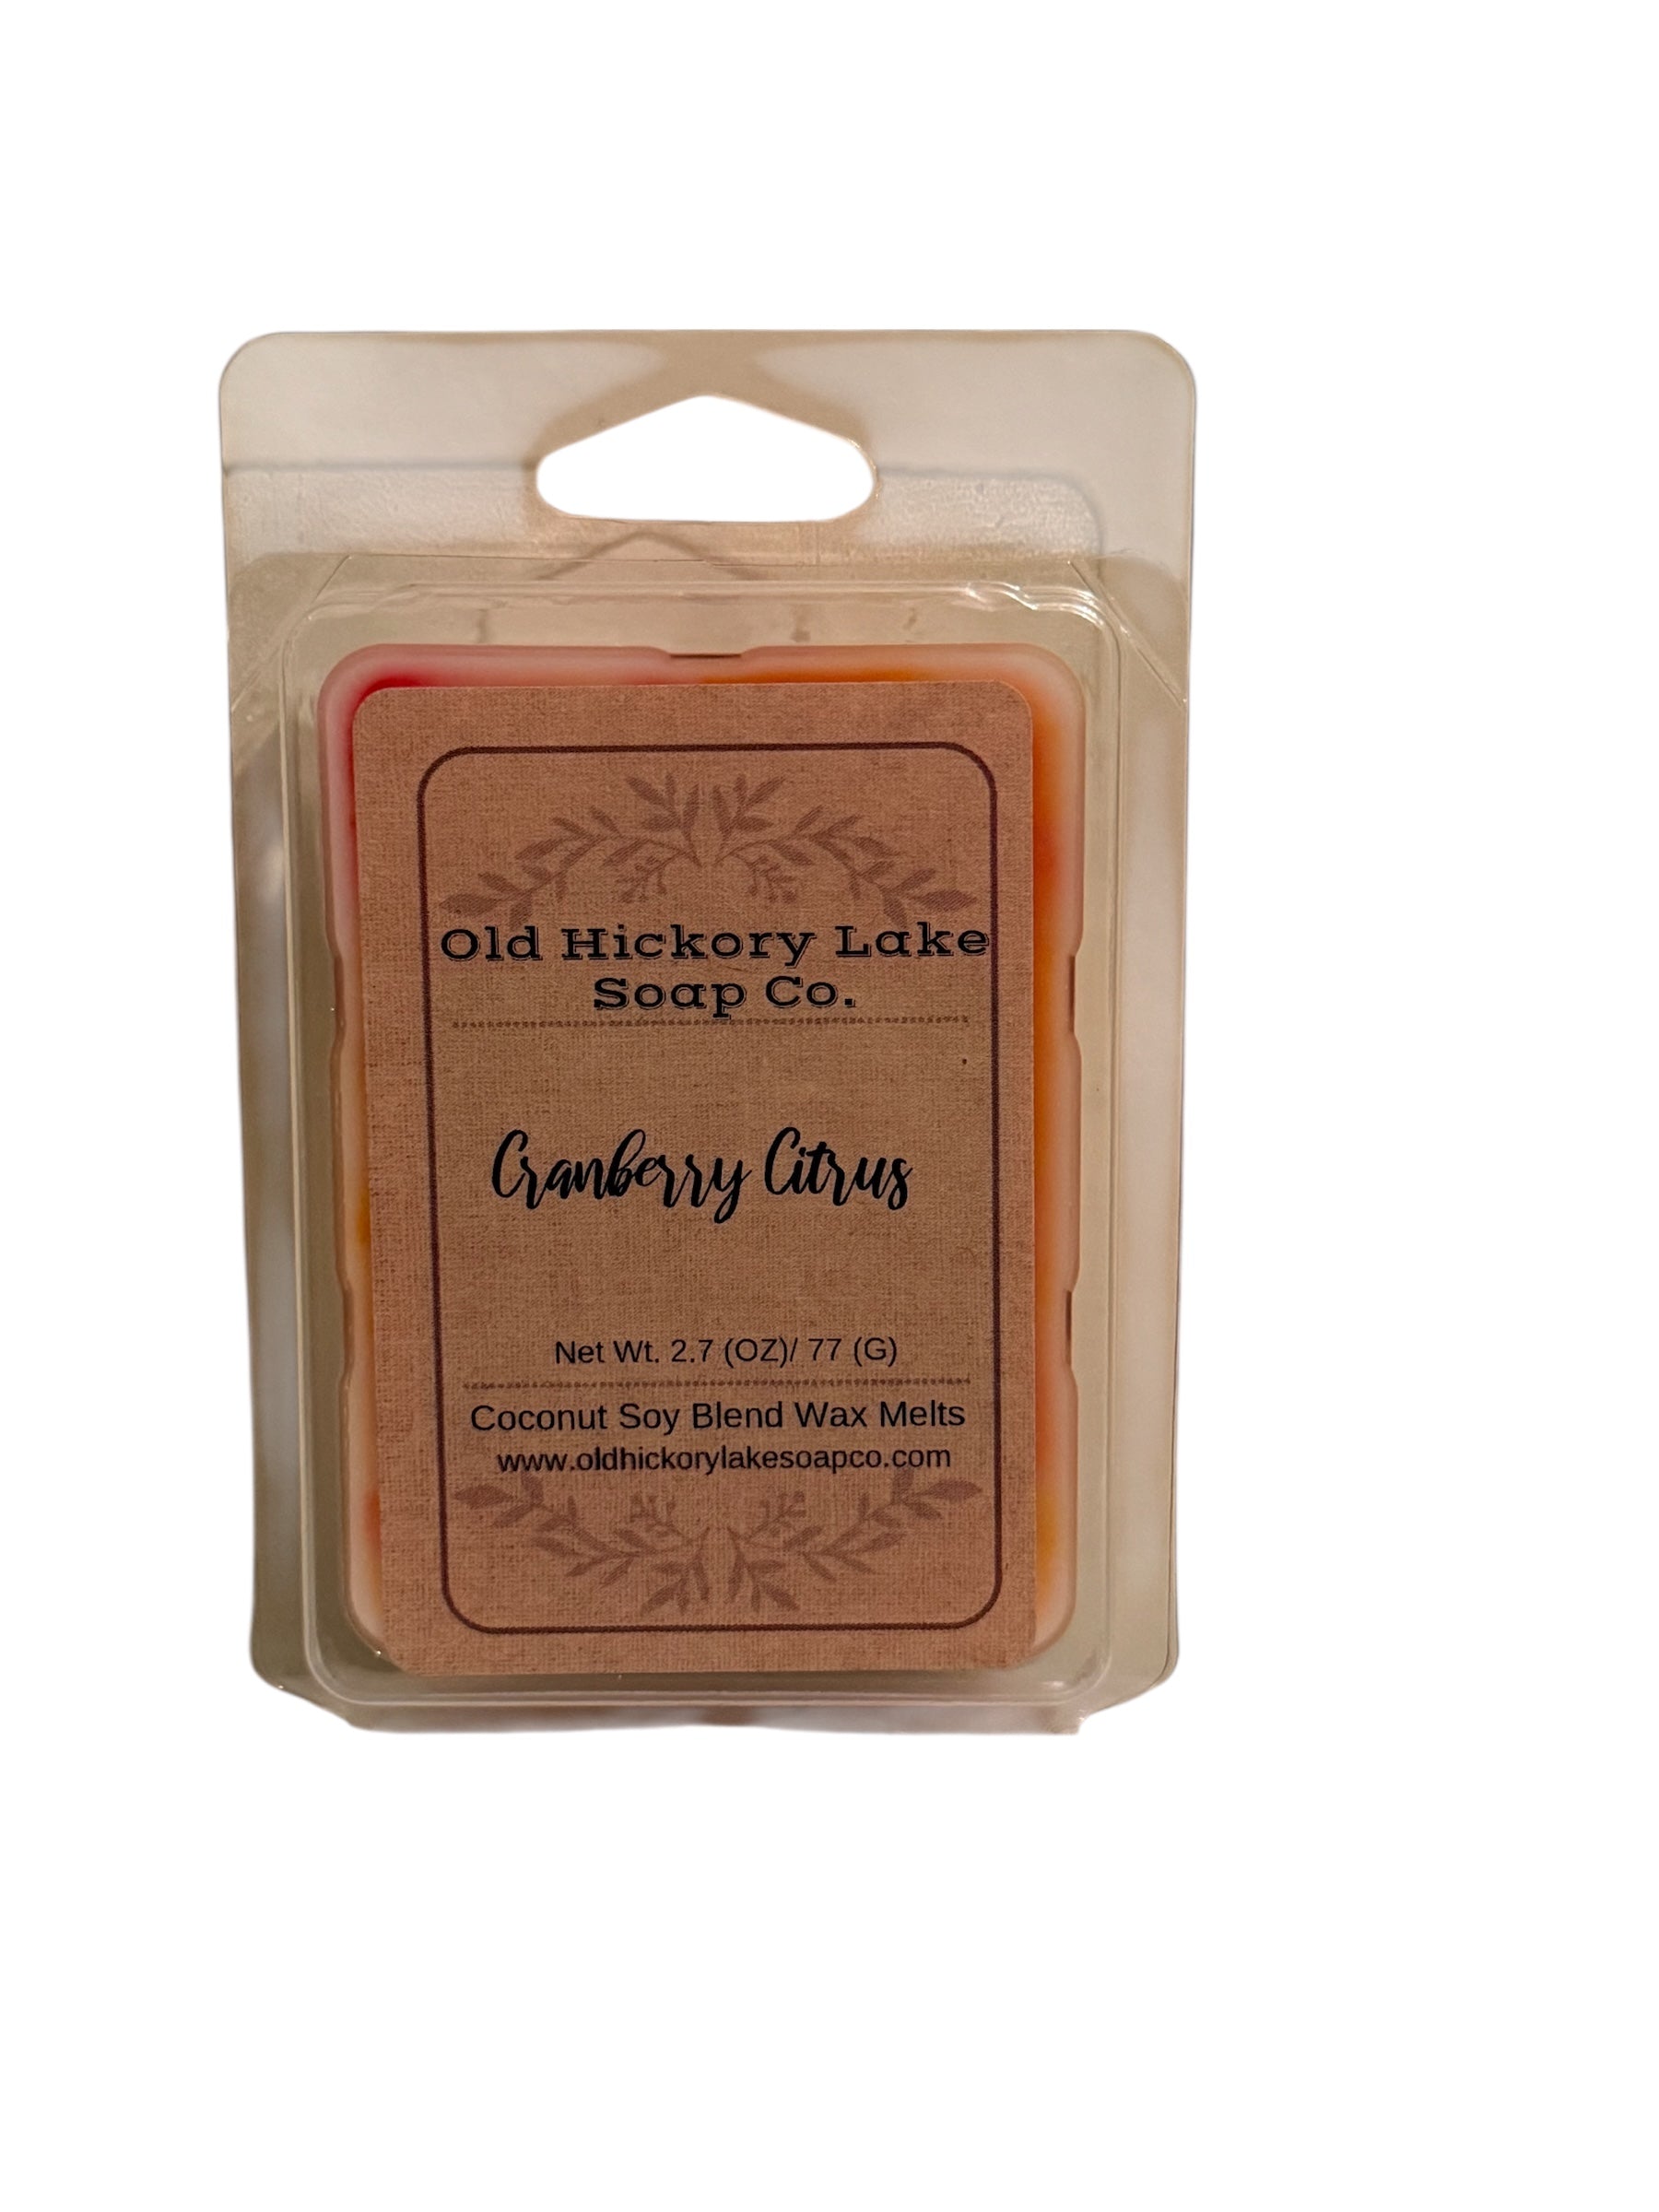 Old Hickory Lake
Soap Co.
Cranberry Citrus
Net Wt. 2.7 (OZ)/ 77 (G)
Coconut Soy Blend Wax Melts
www.oldhickorylakesoapco.com